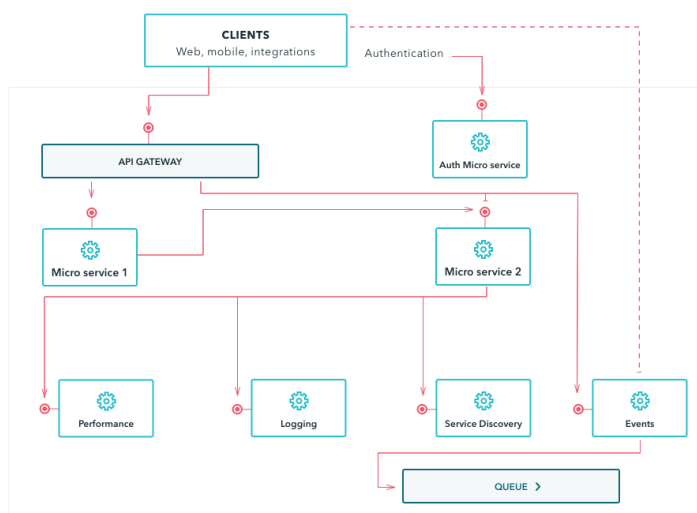 CLIENTS
Web, mobile, integrations
Authentication
API GATEWAY
Auth Micro service
Micro service 1
Micro service 2
Performance
Logging
Service Discovery
Events
QUEUE